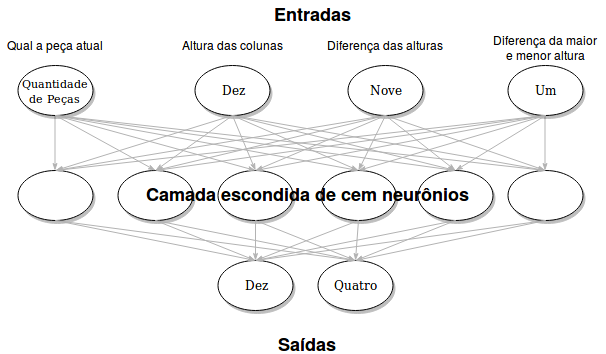 Entradas
Qual a peça atual
Altura das colunas
Diferença das alturas
Diferença da maior
e menor altura
Quantidade
de Peças
Dez
Nove
Um
Camada escondida de cem neurônios
Dez
Quatro
Saídas